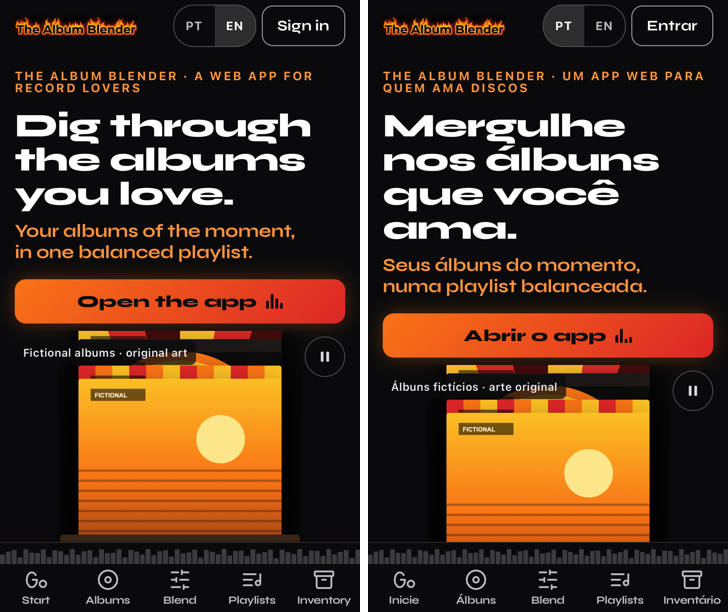 The Album Blender
PT EN
Sign in
THE ALBUM BLENDER · A WEB APP FOR
RECORD LOVERS
Dig through
the albums
you love.
Your albums of the moment,
in one balanced playlist.
Open the app
Fictional albums · original art
FICTIONAL
Go
Start
Albums
Blend
Playlists
Inventory
The Album Blender
PT EN
Entrar
THE ALBUM BLENDER · UM APP WEB PARA
QUEM AMA DISCOS
Mergulhe
nos álbuns
que você
ama.
Seus álbuns do momento,
numa playlist balanceada.
Abrir o app
Álbuns fictícios · arte original
FICTIONAL
Go
Inicie
Álbuns
Blend
Playlists
Inventário